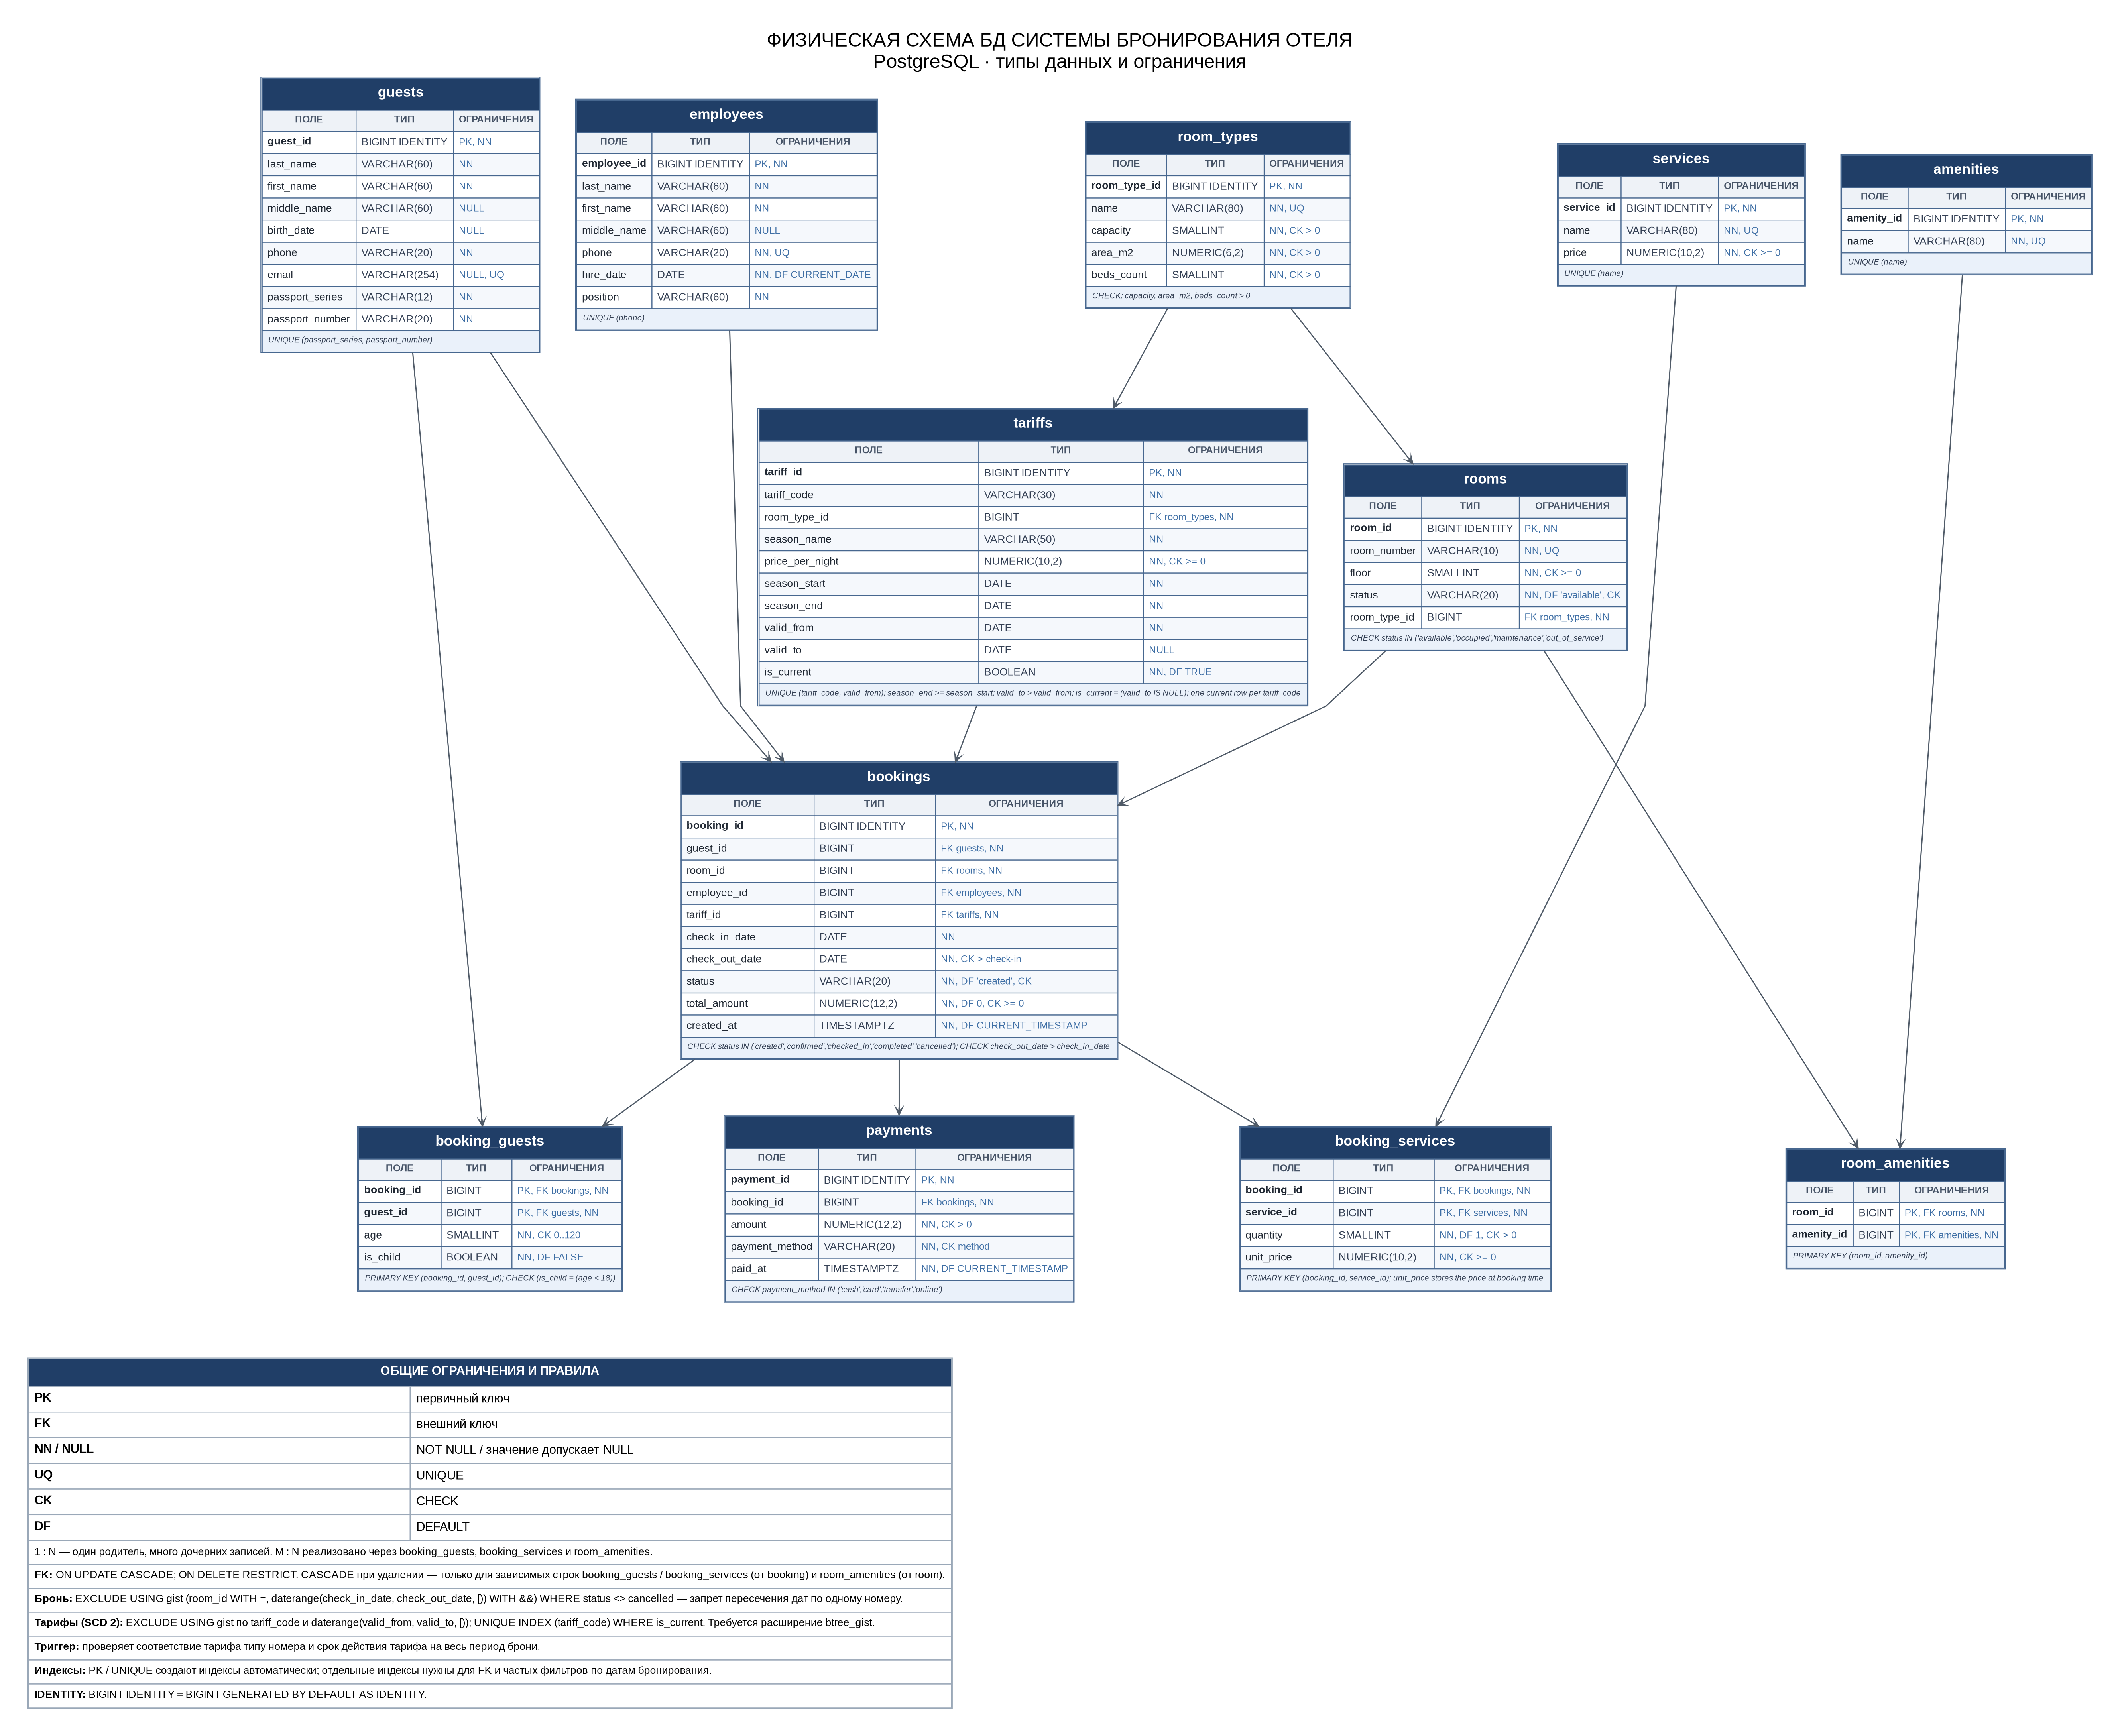 ФИЗИЧЕСКАЯ СХЕМА БД СИСТЕМЫ БРОНИРОВАНИЯ ОТЕЛЯ
PostgreSQL · типы данных и ограничения
guests
ПОЛЕ ТИП ОГРАНИЧЕНИЯ
guest_id BIGINT IDENTITY PK, NN
last_name VARCHAR(60) NN
first_name VARCHAR(60) NN
middle_name VARCHAR(60) NULL
birth_date DATE NULL
phone VARCHAR(20) NN
email VARCHAR(254) NULL, UQ
passport_series VARCHAR(12) NN
passport_number VARCHAR(20) NN
UNIQUE (passport_series, passport_number)
employees
ПОЛЕ ТИП ОГРАНИЧЕНИЯ
employee_id BIGINT IDENTITY PK, NN
last_name VARCHAR(60) NN
first_name VARCHAR(60) NN
middle_name VARCHAR(60) NULL
phone VARCHAR(20) NN, UQ
hire_date DATE NN, DF CURRENT_DATE
position VARCHAR(60) NN
UNIQUE (phone)
room_types
ПОЛЕ ТИП ОГРАНИЧЕНИЯ
room_type_id BIGINT IDENTITY PK, NN
name VARCHAR(80) NN, UQ
capacity SMALLINT NN, CK > 0
area_m2 NUMERIC(6,2) NN, CK > 0
beds_count SMALLINT NN, CK > 0
CHECK: capacity, area_m2, beds_count > 0
services
ПОЛЕ ТИП ОГРАНИЧЕНИЯ
service_id BIGINT IDENTITY PK, NN
name VARCHAR(80) NN, UQ
price NUMERIC(10,2) NN, CK >= 0
UNIQUE (name)
amenities
ПОЛЕ ТИП ОГРАНИЧЕНИЯ
amenity_id BIGINT IDENTITY PK, NN
name VARCHAR(80) NN, UQ
UNIQUE (name)
tariffs
ПОЛЕ ТИП ОГРАНИЧЕНИЯ
tariff_id BIGINT IDENTITY PK, NN
tariff_code VARCHAR(30) NN
room_type_id BIGINT FK room_types, NN
season_name VARCHAR(50) NN
price_per_night NUMERIC(10,2) NN, CK >= 0
season_start DATE NN
season_end DATE NN
valid_from DATE NN
valid_to DATE NULL
is_current BOOLEAN NN, DF TRUE
UNIQUE (tariff_code, valid_from); season_end >= season_start; valid_to > valid_from; is_current = (valid_to IS NULL); one current row per tariff_code
rooms
ПОЛЕ ТИП ОГРАНИЧЕНИЯ
room_id BIGINT IDENTITY PK, NN
room_number VARCHAR(10) NN, UQ
floor SMALLINT NN, CK >= 0
status VARCHAR(20) NN, DF 'available', CK
room_type_id BIGINT FK room_types, NN
CHECK status IN ('available','occupied','maintenance','out_of_service')
bookings
ПОЛЕ ТИП ОГРАНИЧЕНИЯ
booking_id BIGINT IDENTITY PK, NN
guest_id BIGINT FK guests, NN
room_id BIGINT FK rooms, NN
employee_id BIGINT FK employees, NN
tariff_id BIGINT FK tariffs, NN
check_in_date DATE NN
check_out_date DATE NN, CK > check-in
status VARCHAR(20) NN, DF 'created', CK
total_amount NUMERIC(12,2) NN, DF 0, CK >= 0
created_at TIMESTAMPTZ NN, DF CURRENT_TIMESTAMP
CHECK status IN ('created','confirmed','checked_in','completed','cancelled'); CHECK check_out_date > check_in_date
booking_guests
ПОЛЕ ТИП ОГРАНИЧЕНИЯ
booking_id BIGINT PK, FK bookings, NN
guest_id BIGINT PK, FK guests, NN
age SMALLINT NN, CK 0..120
is_child BOOLEAN NN, DF FALSE
PRIMARY KEY (booking_id, guest_id); CHECK (is_child = (age < 18))
payments
ПОЛЕ ТИП ОГРАНИЧЕНИЯ
payment_id BIGINT IDENTITY PK, NN
booking_id BIGINT FK bookings, NN
amount NUMERIC(12,2) NN, CK > 0
payment_method VARCHAR(20) NN, CK method
paid_at TIMESTAMPTZ NN, DF CURRENT_TIMESTAMP
CHECK payment_method IN ('cash','card','transfer','online')
booking_services
ПОЛЕ ТИП ОГРАНИЧЕНИЯ
booking_id BIGINT PK, FK bookings, NN
service_id BIGINT PK, FK services, NN
quantity SMALLINT NN, DF 1, CK > 0
unit_price NUMERIC(10,2) NN, CK >= 0
PRIMARY KEY (booking_id, service_id); unit_price stores the price at booking time
room_amenities
ПОЛЕ ТИП ОГРАНИЧЕНИЯ
room_id BIGINT PK, FK rooms, NN
amenity_id BIGINT PK, FK amenities, NN
PRIMARY KEY (room_id, amenity_id)
ОБЩИЕ ОГРАНИЧЕНИЯ И ПРАВИЛА
PK первичный ключ
FK внешний ключ
NN / NULL NOT NULL / значение допускает NULL
UQ UNIQUE
CK CHECK
DF DEFAULT
1 : N — один родитель, много дочерних записей. M : N реализовано через booking_guests, booking_services и room_amenities.
FK: ON UPDATE CASCADE; ON DELETE RESTRICT. CASCADE при удалении — только для зависимых строк booking_guests / booking_services (от booking) и room_amenities (от room).
Бронь: EXCLUDE USING gist (room_id WITH =, daterange(check_in_date, check_out_date, [)) WITH &&) WHERE status <> cancelled — запрет пересечения дат по одному номеру.
Тарифы (SCD 2): EXCLUDE USING gist по tariff_code и daterange(valid_from, valid_to, [)); UNIQUE INDEX (tariff_code) WHERE is_current. Требуется расширение btree_gist.
Триггер: проверяет соответствие тарифа типу номера и срок действия тарифа на весь период брони.
Индексы: PK / UNIQUE создают индексы автоматически; отдельные индексы нужны для FK и частых фильтров по датам бронирования.
IDENTITY: BIGINT IDENTITY = BIGINT GENERATED BY DEFAULT AS IDENTITY.